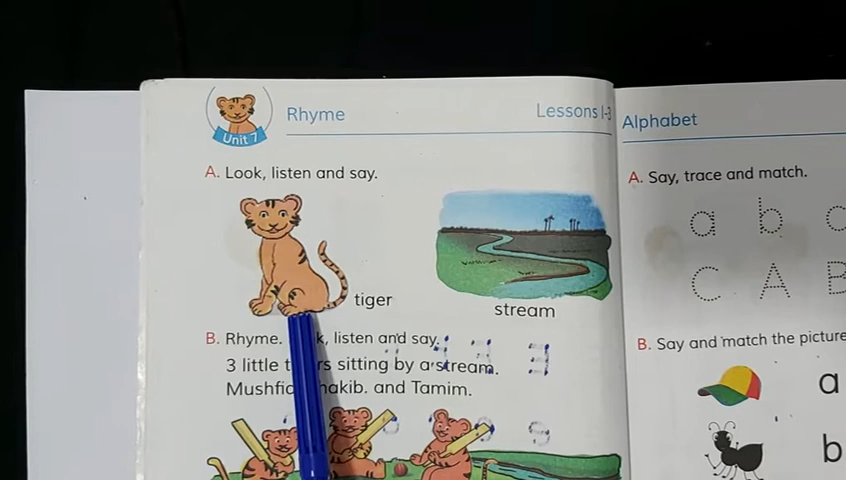 Unit 7
Rhyme
Lessons 1-3
A. Look, listen and say.
tiger
stream
B. Rhyme. k, listen and say.
3 little t rs sitting by a stream.
Mushfi hakib. and Tamim.
Alphabet
A. Say, trace and match.
a b c
C A B
B. Say and match the picture
a
b